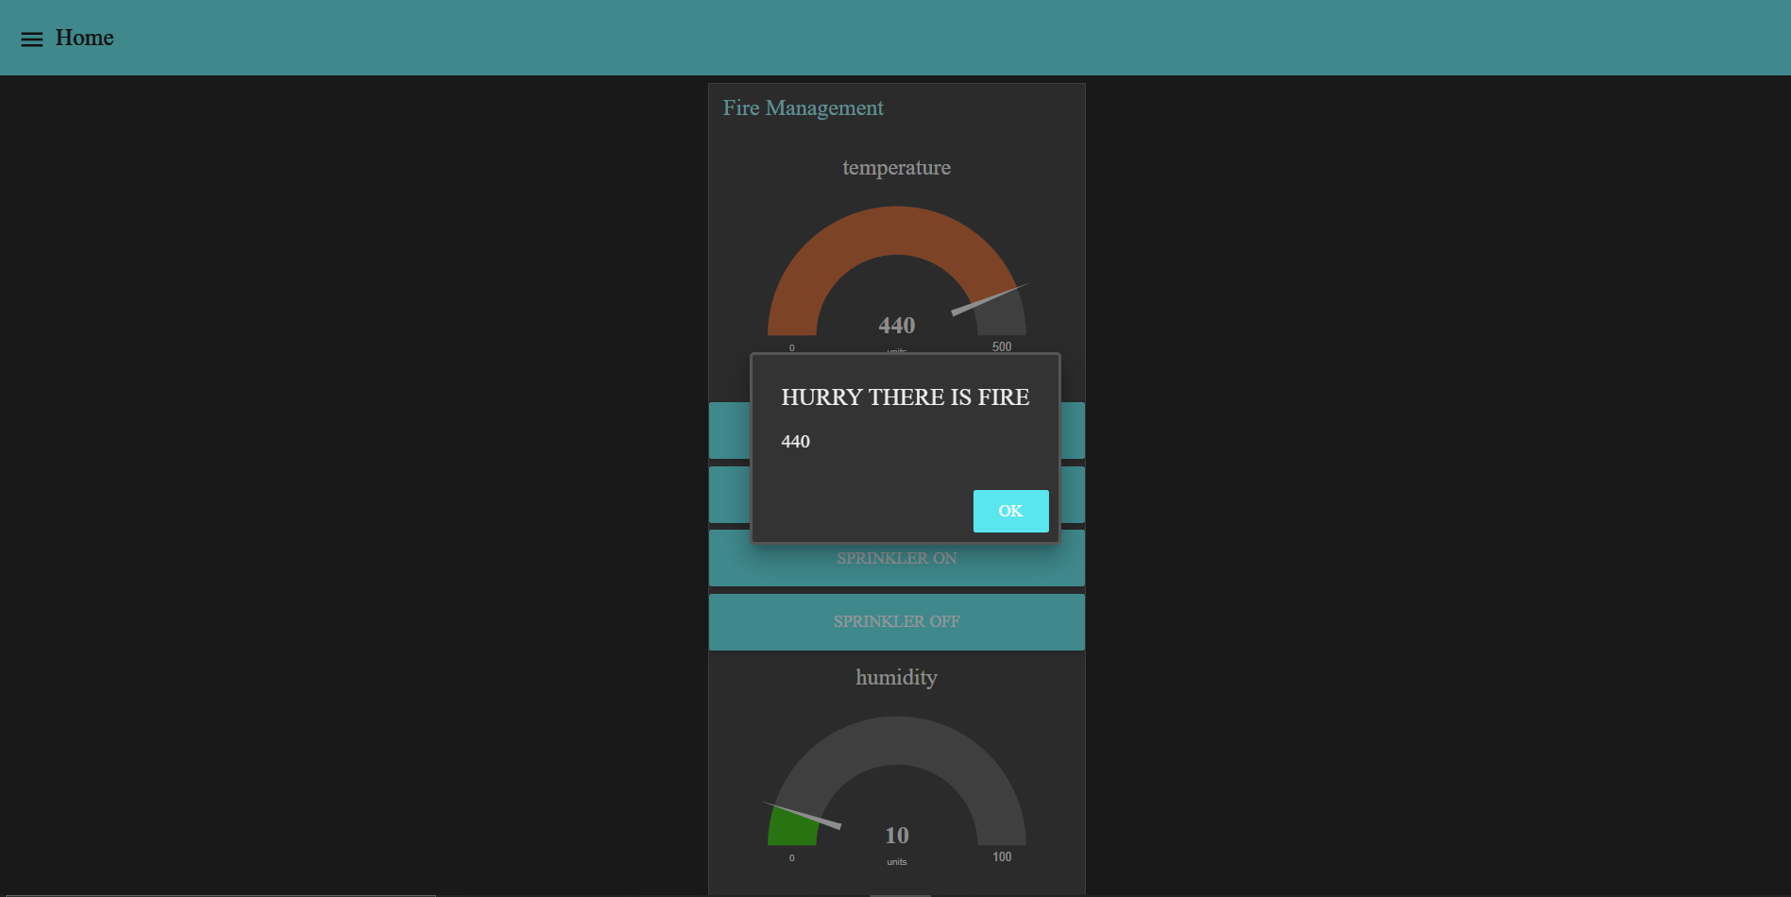 Home
Fire Management
temperature
440
0
500
HURRY THERE IS FIRE
440
OK
SPRINKLER ON
SPRINKLER OFF
humidity
10
units
0
100